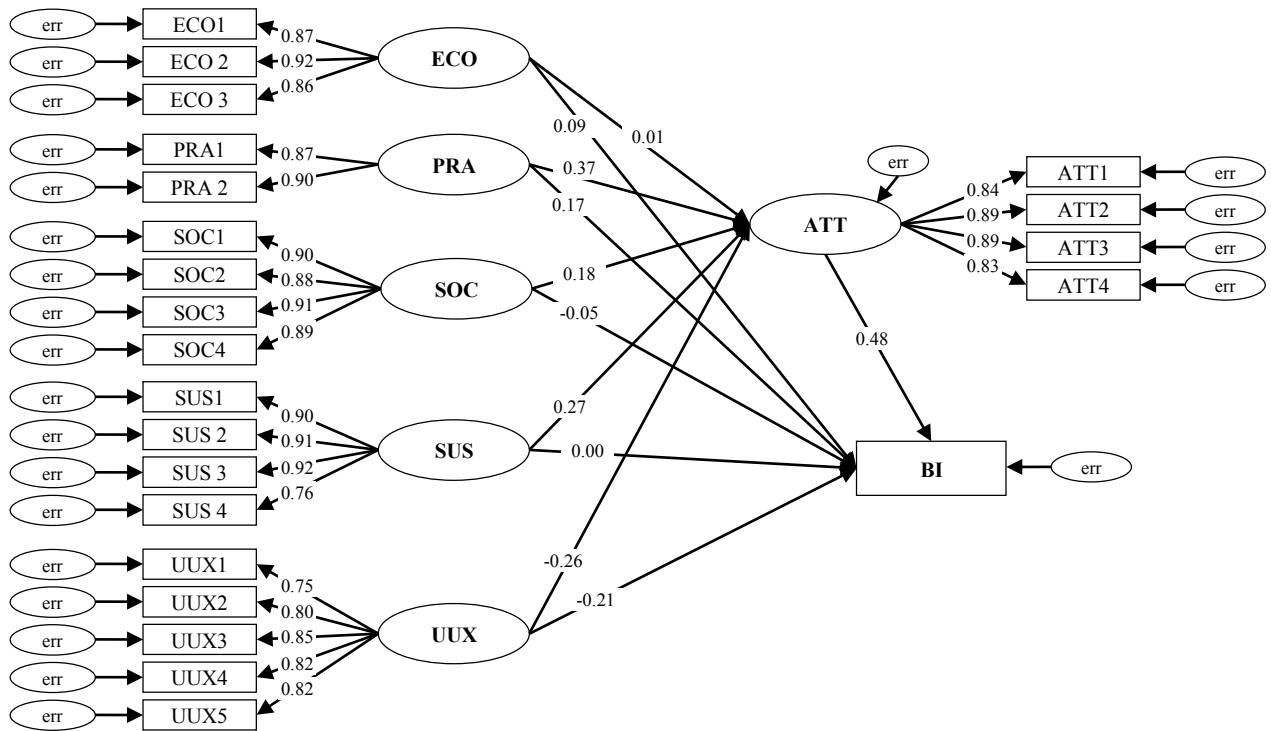 err ECO1 0.87
err ECO 2 0.92 ECO
err ECO 3 0.86
0.09 0.01
err PRA1 0.87
err PRA 2 0.90 PRA
0.37
0.17
err
0.84 ATT1 err
0.89 ATT2 err
ATT
0.89 ATT3 err
0.83 ATT4 err
err SOC1 0.90
err SOC2 0.88
err SOC3 0.91
err SOC4 0.89
SOC
0.18
-0.05
0.48
err SUS1 0.90
err SUS 2 0.91
err SUS 3 0.92
err SUS 4 0.76
SUS
0.27
0.00
BI err
err UUX1 0.75
err UUX2 0.80
err UUX3 0.85
err UUX4 0.82
err UUX5 0.82
UUX
-0.26
-0.21